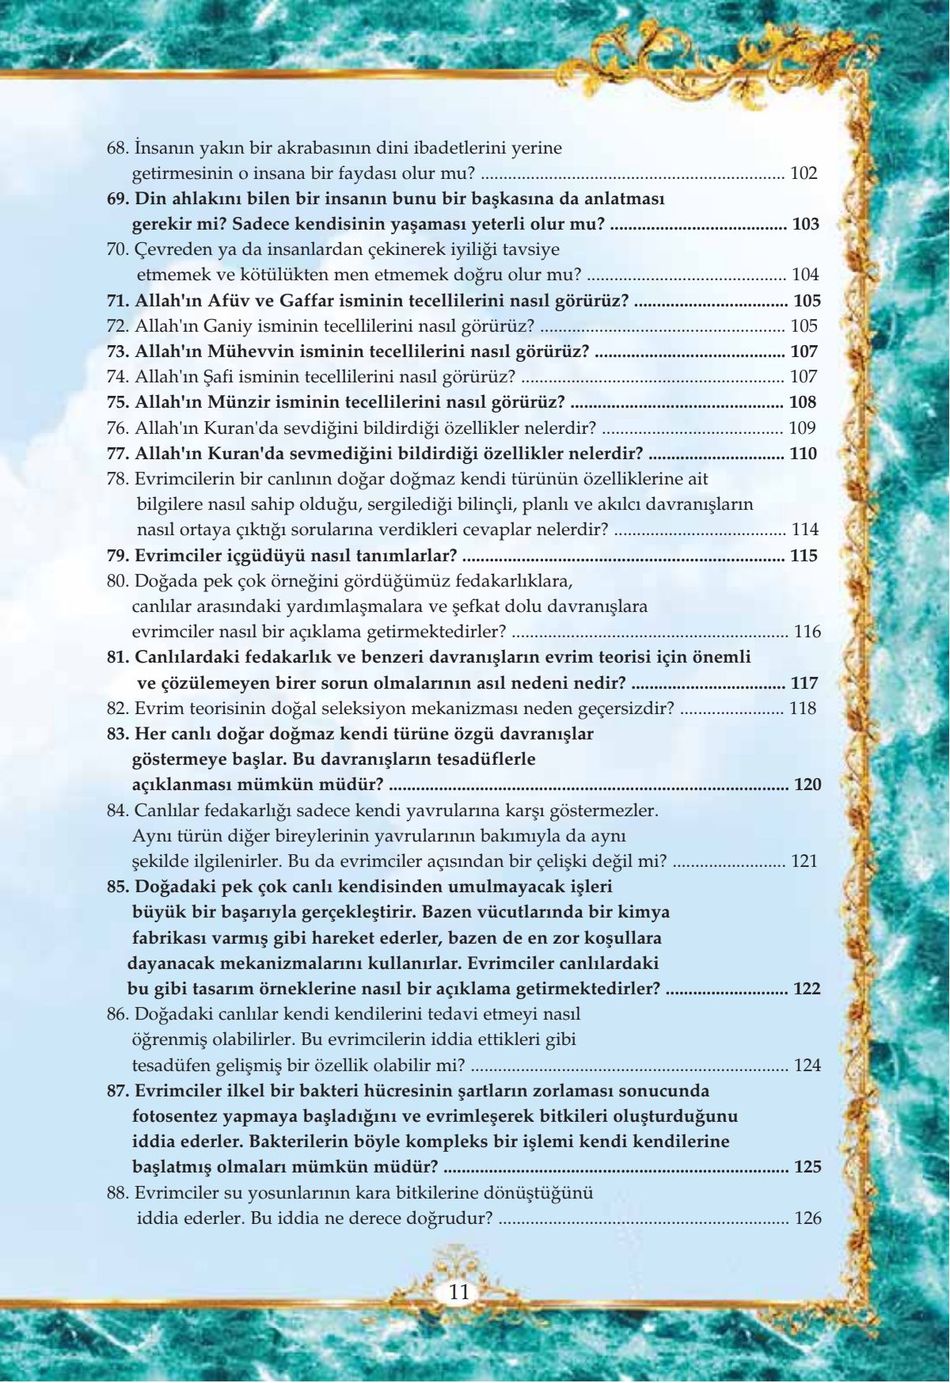 68. İnsanın yakın bir akrabasının dini ibadetlerini yerine
getirmesinin o insana bir faydası olur mu? ... 102
69. Din ahlakını bilen bir insanın bunu bir başkasına da anlatması
gerekir mi? Sadece kendisinin yaşaması yeterli olur mu? ... 103
70. Çevreden ya da insanlardan çekinerek iyiliği tavsiye
etmemek ve kötülükten men etmemek doğru olur mu? ... 104
71. Allah'ın Afüv ve Gaffar isminin tecellilerini nasıl görürüz? ... 105
72. Allah'ın Ganiy isminin tecellilerini nasıl görürüz? ... 105
73. Allah'ın Mühevvin isminin tecellilerini nasıl görürüz? ... 107
74. Allah'ın Şafi isminin tecellilerini nasıl görürüz? ... 107
75. Allah'ın Münzir isminin tecellilerini nasıl görürüz? ... 108
76. Allah'ın Kuran'da sevdiğini bildirdiği özellikler nelerdir? ... 109
77. Allah'ın Kuran'da sevmediğini bildirdiği özellikler nelerdir? ... 110
78. Evrimcilerin bir canlının doğar doğmaz kendi türünün özelliklerine ait
bilgilere nasıl sahip olduğu, sergilediği bilinçli, planlı ve akılcı davranışların
nasıl ortaya çıktığı sorularına verdikleri cevaplar nelerdir? ... 114
79. Evrimciler içgüdüyü nasıl tanımlarlar? ... 115
80. Doğada pek çok örneğini gördüğümüz fedakarlıklara,
canlılar arasındaki yardımlaşmalara ve şefkat dolu davranışlara
evrimciler nasıl bir açıklama getirmektedirler? ... 116
81. Canlılardaki fedakarlık ve benzeri davranışların evrim teorisi için önemli
ve çözülemeyen birer sorun olmalarının asıl nedeni nedir? ... 117
82. Evrim teorisinin doğal seleksiyon mekanizması neden geçersizdir? ... 118
83. Her canlı doğar doğmaz kendi türüne özgü davranışlar
göstermeye başlar. Bu davranışların tesadüflerle
açıklanması mümkün müdür? ... 120
84. Canlılar fedakarlığı sadece kendi yavrularına karşı göstermezler.
Aynı türün diğer bireylerinin yavrularının bakımıyla da aynı
şekilde ilgilenirler. Bu da evrimciler açısından bir çelişki değil mi? ... 121
85. Doğadaki pek çok canlı kendisinden umulmayacak işleri
büyük bir başarıyla gerçekleştirir. Bazen vücutlarında bir kimya
fabrikası varmış gibi hareket ederler, bazen de en zor koşullara
dayanacak mekanizmalarını kullanırlar. Evrimciler canlılardaki
bu gibi tasarım örneklerine nasıl bir açıklama getirmektedirler? ... 122
86. Doğadaki canlılar kendi kendilerini tedavi etmeyi nasıl
öğrenmiş olabilirler. Bu evrimcilerin iddia ettikleri gibi
tesadüfen gelişmiş bir özellik olabilir mi? ... 124
87. Evrimciler ilkel bir bakteri hücresinin şartların zorlaması sonucunda
fotosentez yapmaya başladığını ve evrimleşerek bitkileri oluşturduğunu
iddia ederler. Bakterilerin böyle kompleks bir işlemi kendi kendilerine
başlatmış olmaları mümkün müdür? ... 125
88. Evrimciler su yosunlarının kara bitkilerine dönüştüğünü
iddia ederler. Bu iddia ne derece doğrudur? ... 126
11